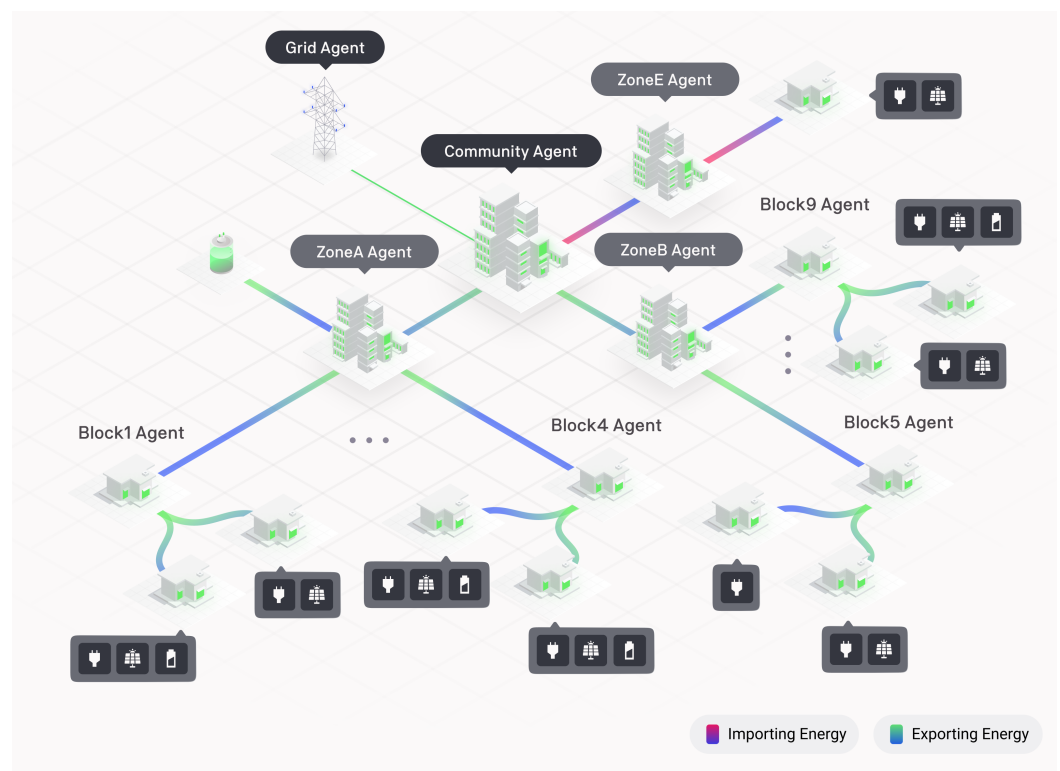 Grid Agent
ZoneE Agent
Community Agent
Block9 Agent
ZoneA Agent
ZoneB Agent
Block1 Agent
Block4 Agent
Block5 Agent
Importing Energy
Exporting Energy